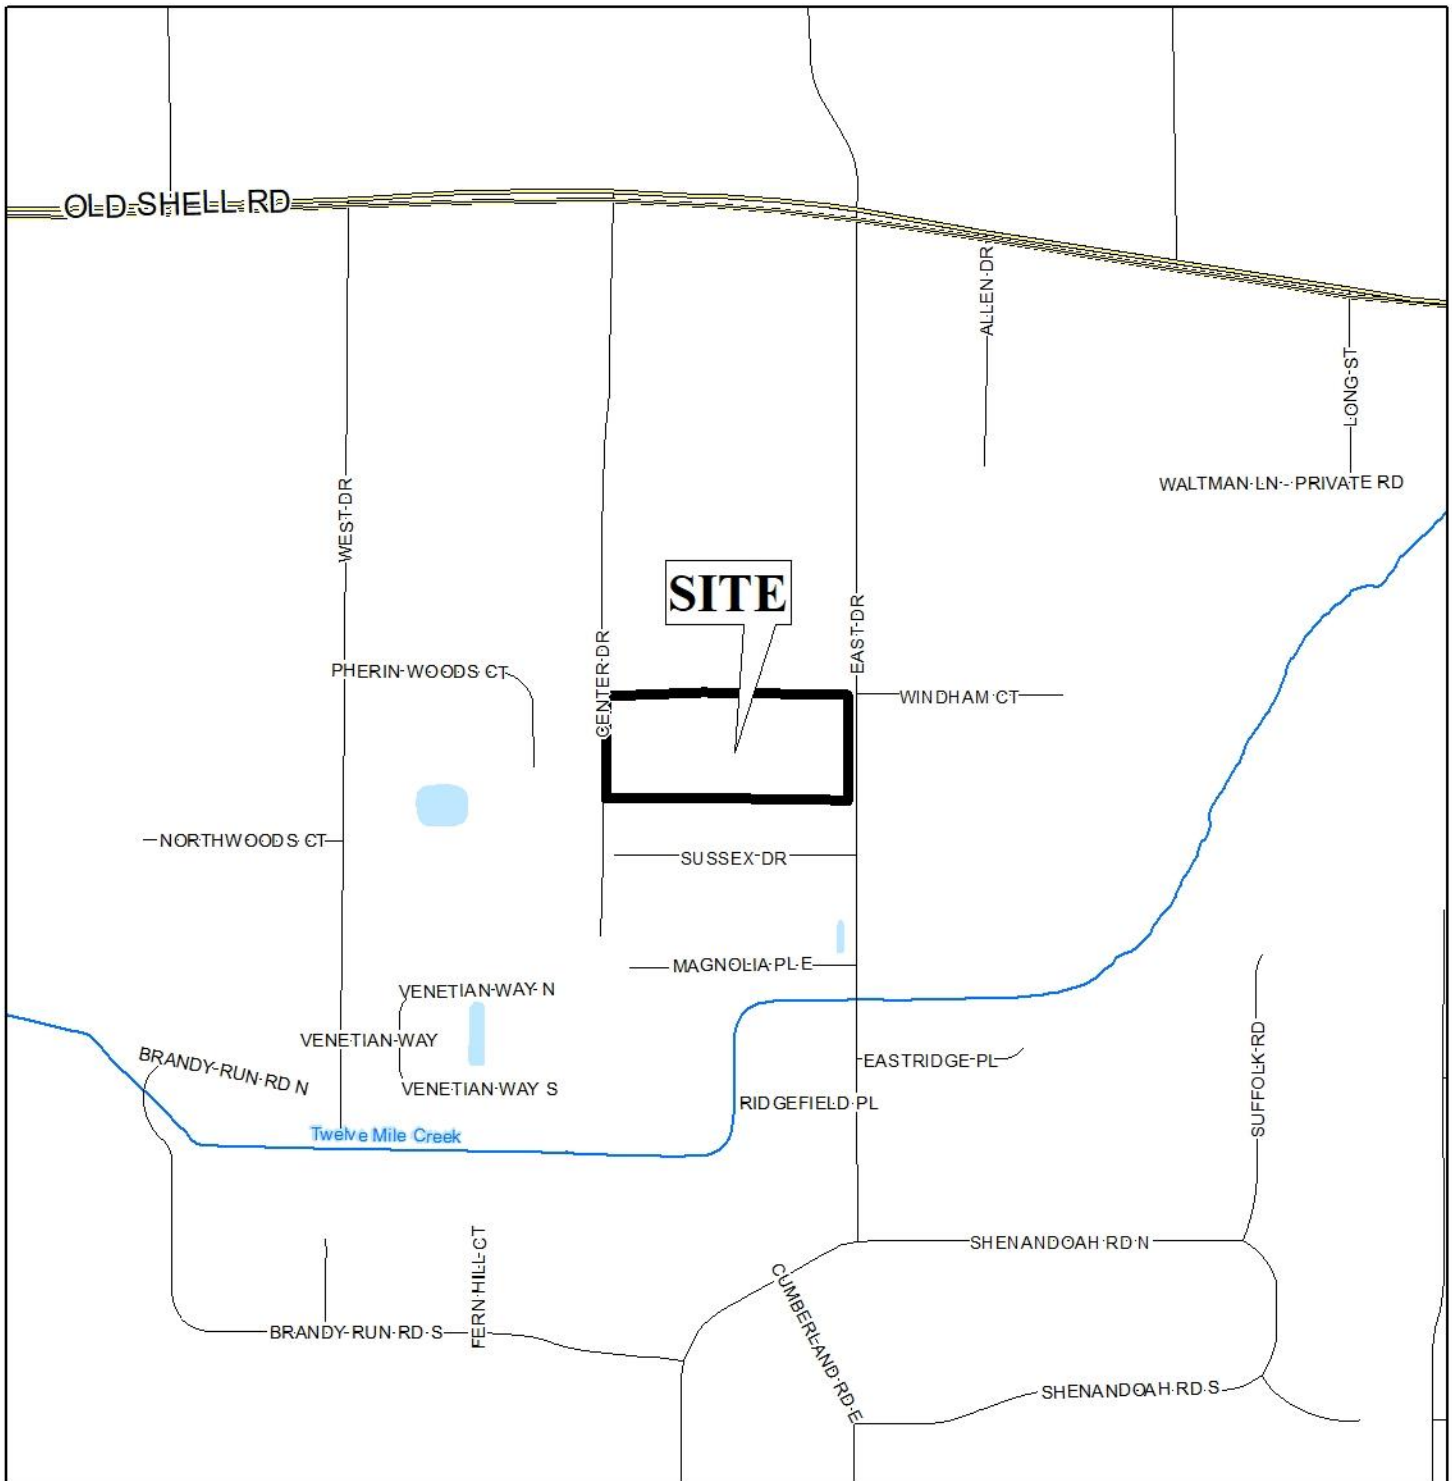 OLD SHELL RD
ALLEN DR
LONG ST
WEST DR
WALTMAN LN - PRIVATE RD
SITE
EAST DR
CENTER DR
PHERIN WOODS CT
WINDHAM CT
NORTHWOODS CT
SUSSEX DR
MAGNOLIA PL E
VENETIAN WAY N
VENETIAN WAY
BRANDY RUN RD N
EASTRIDGE PL
SUFFOLK RD
VENETIAN WAY S
RIDGEFIELD PL
Twelve Mile Creek
SHENANDOAH RD N
FERN HILL CT
CUMBERLAND RD E
BRANDY RUN RD S
SHENANDOAH RD S